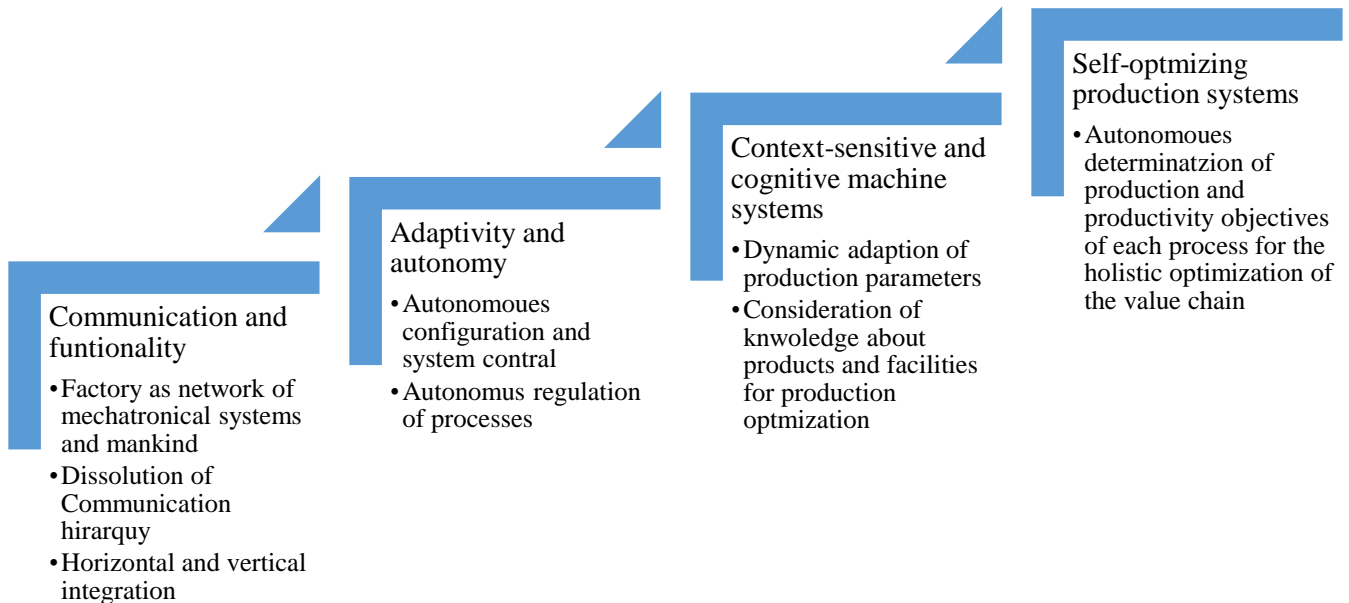 Communication and
funtionality
•Factory as network of
mechatronical systems
and mankind
•Dissolution of
Communication
hirarquy
•Horizontal and vertical
integration
Adaptivity and
autonomy
•Autonomoues
configuration and
system contral
•Autonomus regulation
of processes
Context-sensitive and
cognitive machine
systems
•Dynamic adaption of
production parameters
•Consideration of
knwoledge about
products and facilities
for production
optmization
Self-optmizing
production systems
•Autonomoues
determinatzion of
production and
productivity objectives
of each process for the
holistic optimization of
the value chain